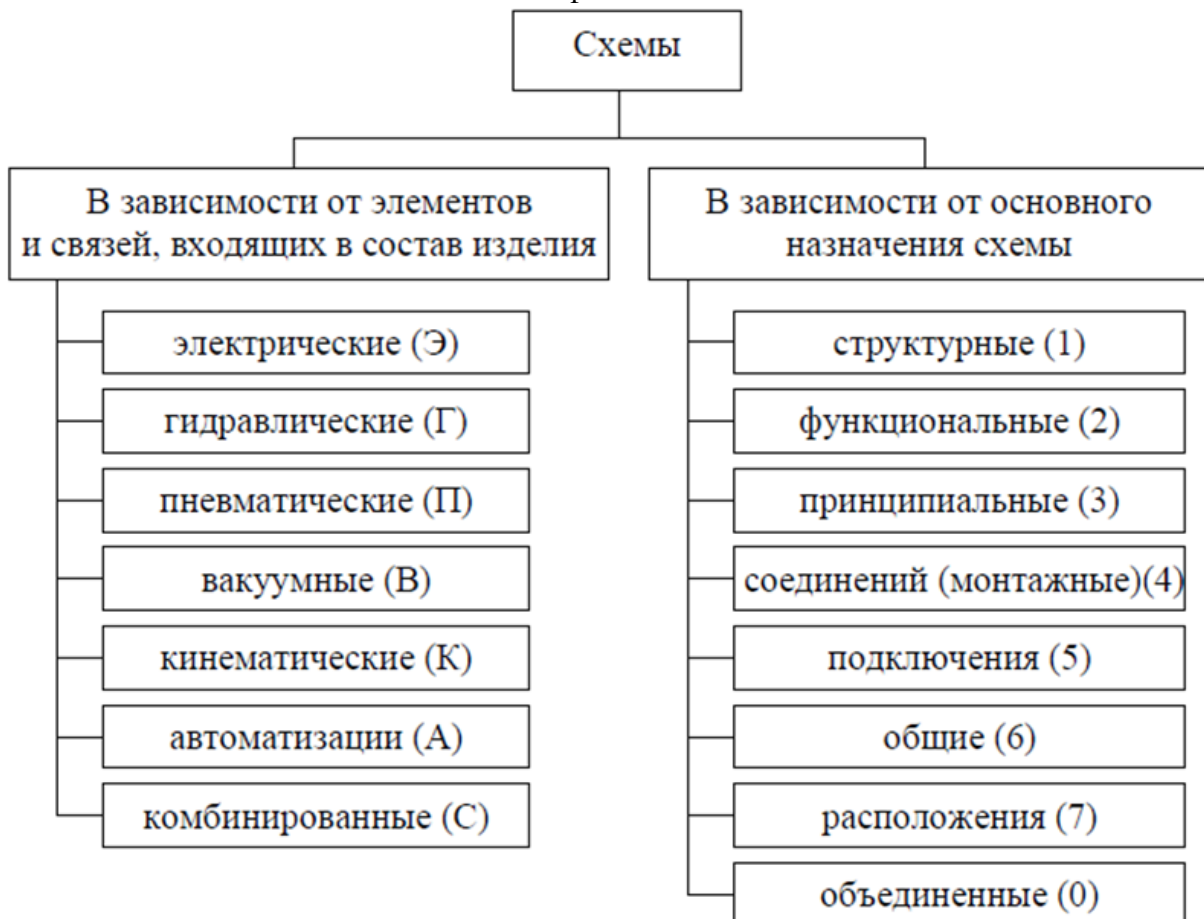 Схемы
В зависимости от элементов
и связей, входящих в состав изделия
электрические (Э)
гидравлические (Г)
пневматические (П)
вакуумные (В)
кинематические (К)
автоматизации (А)
комбинированные (С)
В зависимости от основного
назначения схемы
структурные (1)
функциональные (2)
принципиальные (3)
соединений (монтажные)(4)
подключения (5)
общие (6)
расположения (7)
объединенные (0)